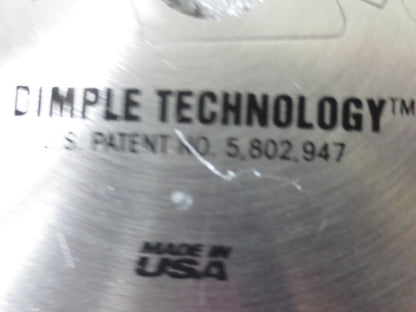 DIMPLE TECHNOLOGY™
U.S. PATENT NO. 5,802,947
MADE IN
USA